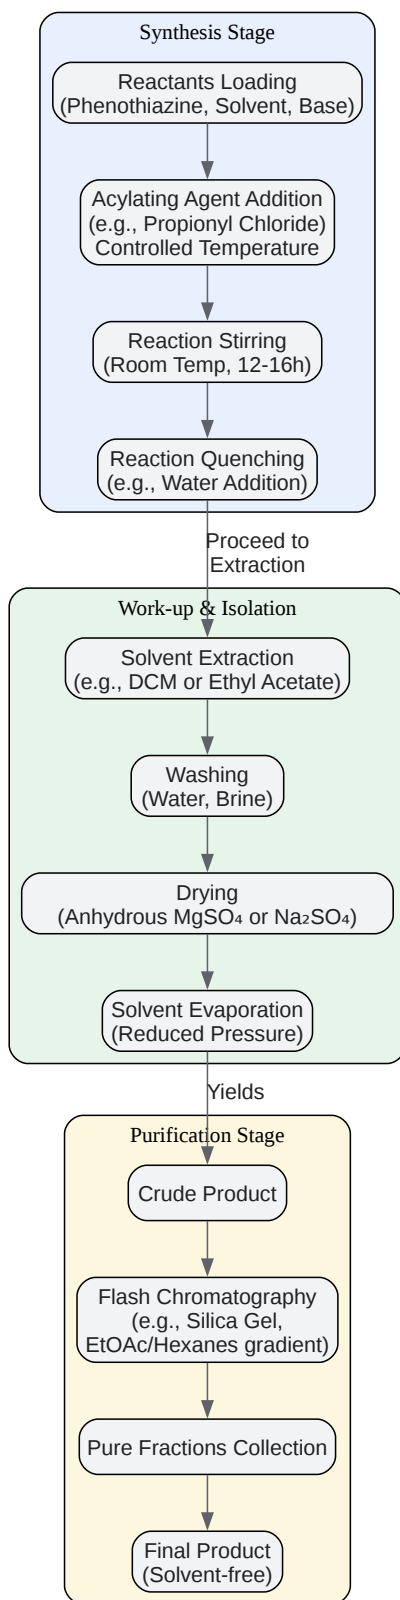 Synthesis Stage
Reactants Loading
(Phenothiazine, Solvent, Base)
Acylating Agent Addition
(e.g., Propionyl Chloride)
Controlled Temperature
Reaction Stirring
(Room Temp, 12-16h)
Reaction Quenching
(e.g., Water Addition)
Proceed to
Extraction
Work-up & Isolation
Solvent Extraction
(e.g., DCM or Ethyl Acetate)
Washing
(Water, Brine)
Drying
(Anhydrous MgSO₄ or Na₂SO₄)
Solvent Evaporation
(Reduced Pressure)
Yields
Purification Stage
Crude Product
Flash Chromatography
(e.g., Silica Gel,
EtOAc/Hexanes gradient)
Pure Fractions Collection
Final Product
(Solvent-free)